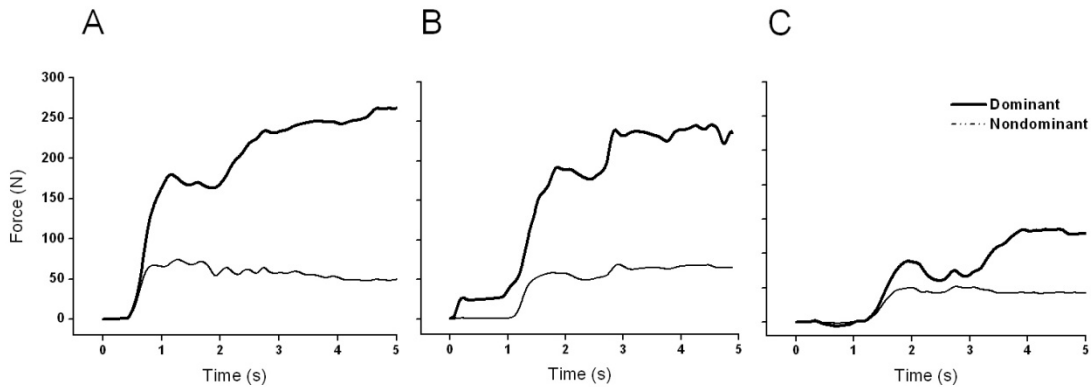 A
B
C
300
250
200
150
100
50
0
Force (N)
Dominant
Nondominant
0 1 2 3 4 5
0 1 2 3 4 5
0 1 2 3 4 5
Time (s)
Time (s)
Time (s)